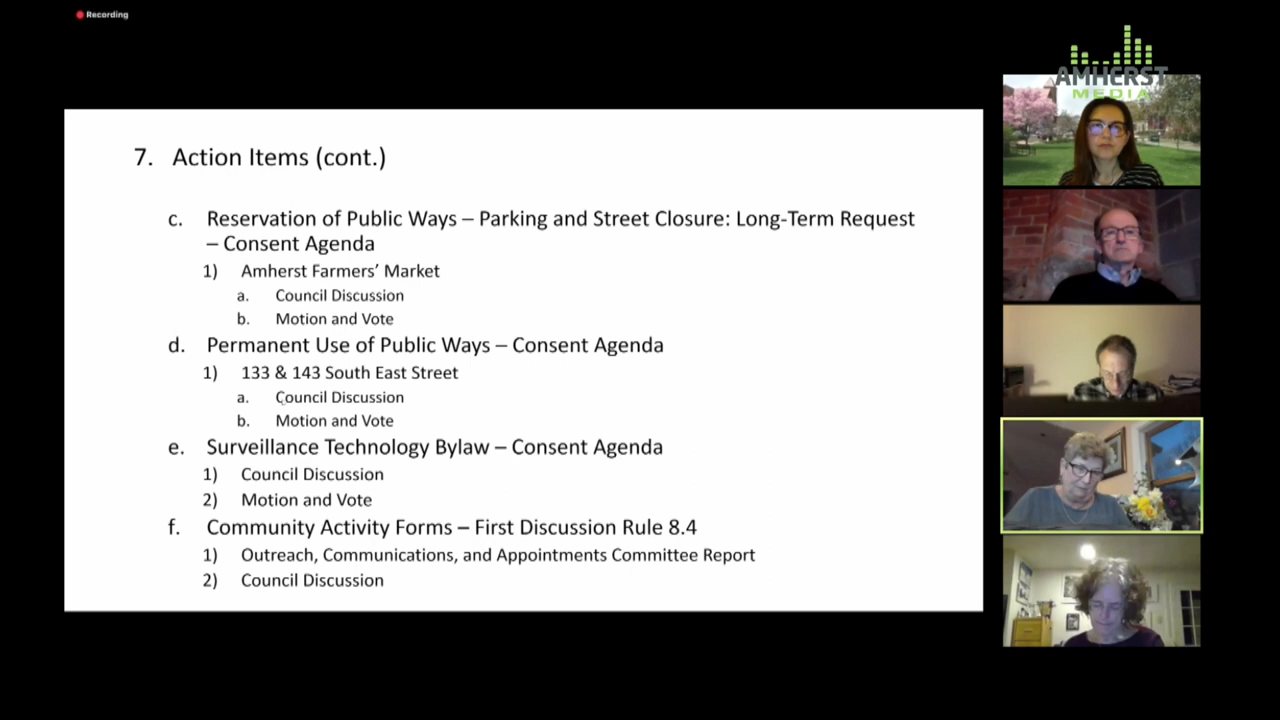 Recording
AMHERST
MEDIA
7. Action Items (cont.)
c. Reservation of Public Ways – Parking and Street Closure: Long-Term Request
– Consent Agenda
1) Amherst Farmers’ Market
a. Council Discussion
b. Motion and Vote
d. Permanent Use of Public Ways – Consent Agenda
1) 133 & 143 South East Street
a. Council Discussion
b. Motion and Vote
e. Surveillance Technology Bylaw – Consent Agenda
1) Council Discussion
2) Motion and Vote
f. Community Activity Forms – First Discussion Rule 8.4
1) Outreach, Communications, and Appointments Committee Report
2) Council Discussion